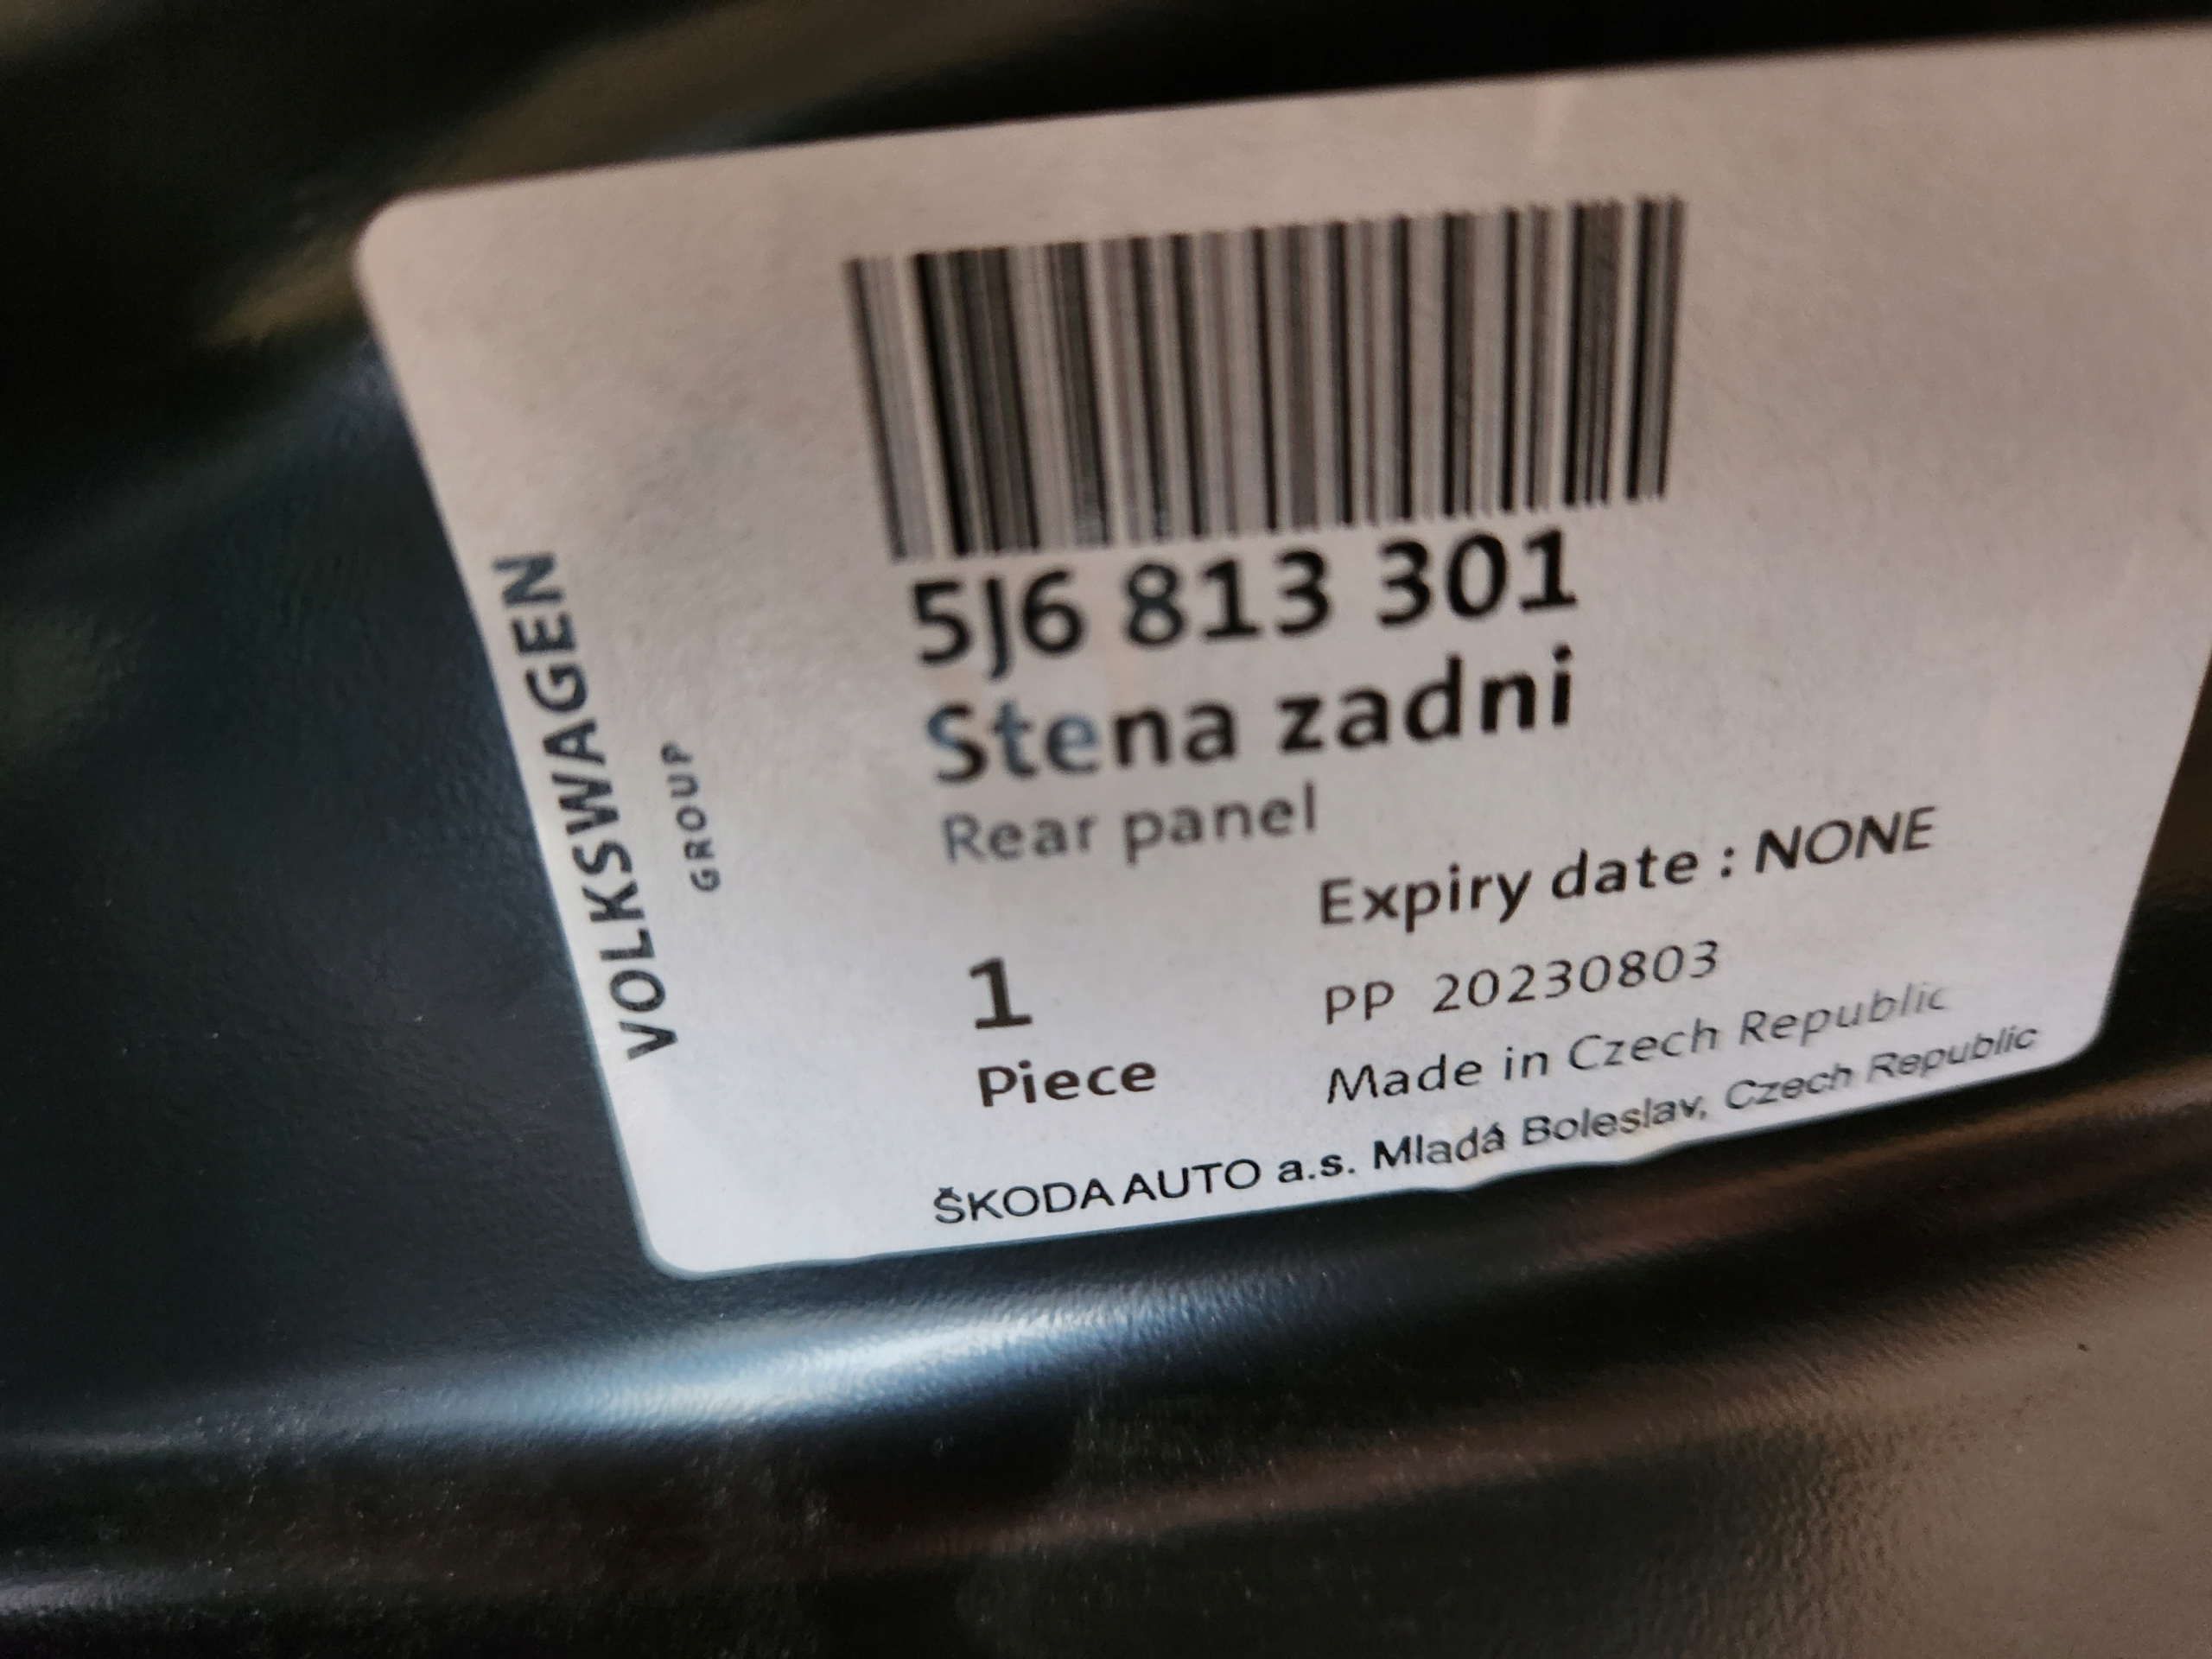 VOLKSWAGEN
GROUP
5J6 813 301
Stena zadni
Rear panel
Expiry date : NONE
1
Piece
PP 20230803
Made in Czech Republic
ŠKODA AUTO a.s. Mladá Boleslav, Czech Republic